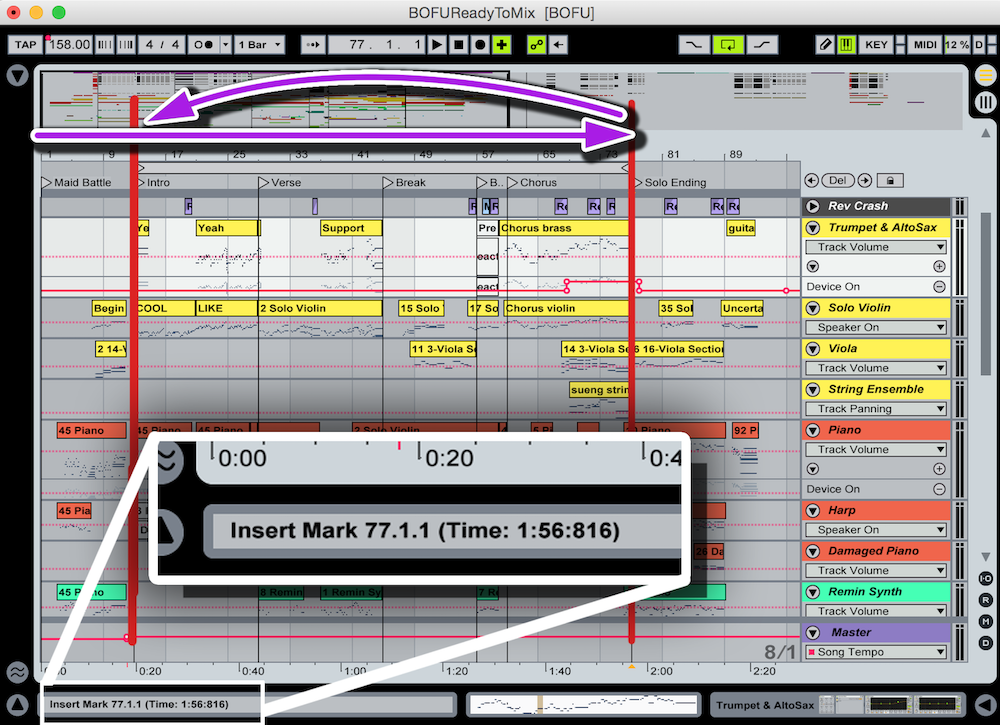 BOFUReadyToMix [BOFU]
TAP 158.00 4 / 4 1 Bar 77 . 1 . 1 KEY MIDI 12 % D
1 9 17 25 33 41 49 57 65 73 81 89
Del
Maid Battle Intro Verse Break B.. Chorus Solo Ending
Rev Crash
Yeah Support Pre Chorus brass guita
Trumpet & AltoSax
Track Volume
Device On
Begin COOL LIKE 2 Solo Violin 15 Solo 17 So Chorus violin 35 Sol Uncerta
Solo Violin
Speaker On
2 14-V 11 3-Viola S 14 3-Viola Se 6 16-Viola Section
Viola
Track Volume
sueng strin
String Ensemble
Track Panning
45 Piano 45 Piano 45 Piano 2 Solo Violin 92 P
Piano
Track Volume
Device On
0:00 0:20 0:4
45 Pia
Harp
Speaker On
Insert Mark 77.1.1 (Time: 1:56:816)
26 Da
Damaged Piano
Track Volume
45 Piano 8 Remin 1 Remin Sy 7 Re
Remin Synth
Track Volume
Master
8/1
Song Tempo
0:20 0:40 1:00 1:20 1:40 2:00 2:20
I·O
R
M
D
Insert Mark 77.1.1 (Time: 1:56:816)
Trumpet & AltoSax